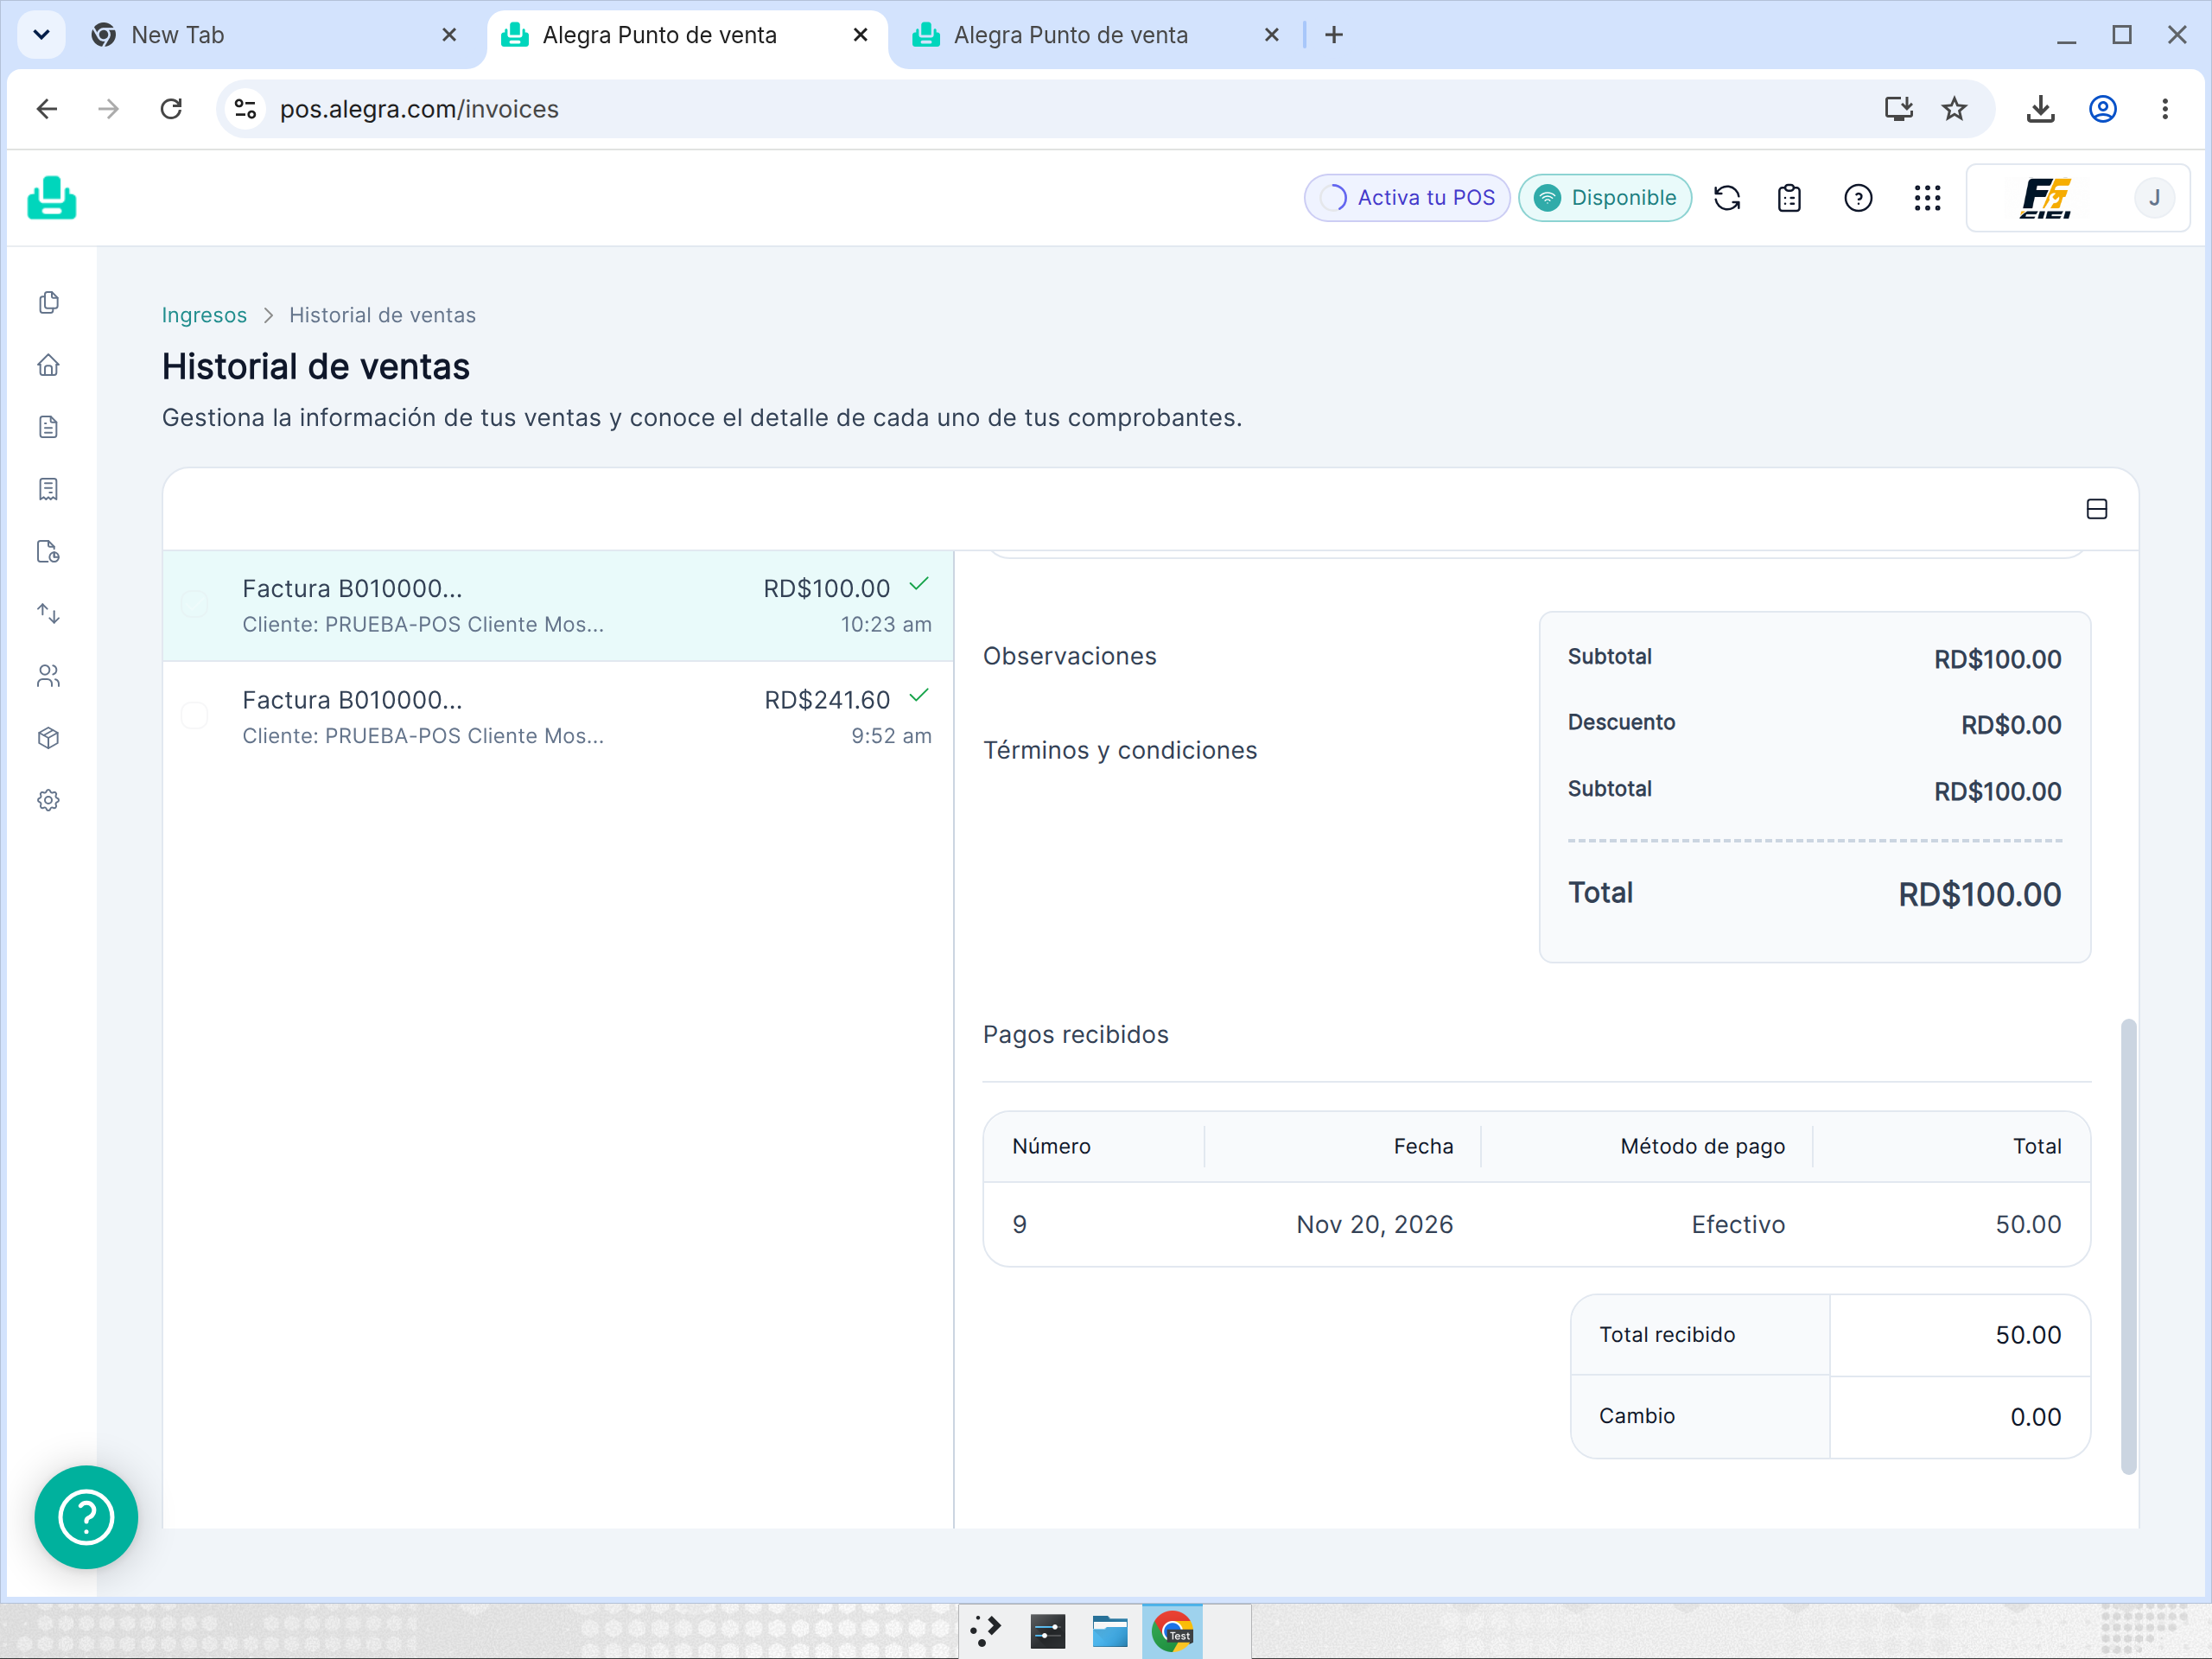 New Tab
Alegra Punto de venta
Alegra Punto de venta
pos.alegra.com/invoices
Activa tu POS
Disponible
J
Ingresos > Historial de ventas
Historial de ventas
Gestiona la información de tus ventas y conoce el detalle de cada uno de tus comprobantes.
Factura B010000... RD$100.00
Cliente: PRUEBA-POS Cliente Mos... 10:23 am
Factura B010000... RD$241.60
Cliente: PRUEBA-POS Cliente Mos... 9:52 am
Observaciones
Términos y condiciones
Subtotal RD$100.00
Descuento RD$0.00
Subtotal RD$100.00
Total RD$100.00
Pagos recibidos
Número Fecha Método de pago Total
9 Nov 20, 2026 Efectivo 50.00
Total recibido 50.00
Cambio 0.00
Test